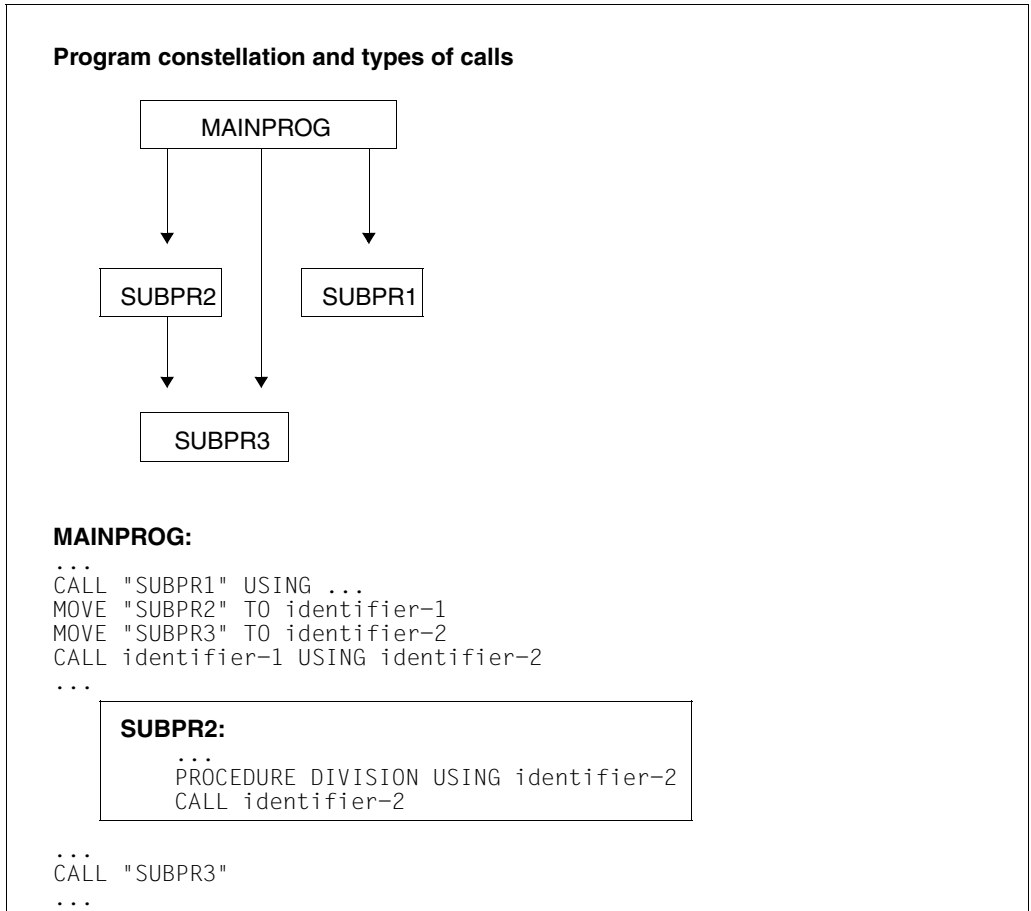 Program constellation and types of calls
MAINPROG
SUBPR2
SUBPR1
SUBPR3
MAINPROG:
...
CALL "SUBPR1" USING ...
MOVE "SUBPR2" TO identifier-1
MOVE "SUBPR3" TO identifier-2
CALL identifier-1 USING identifier-2
...
SUBPR2:
...
PROCEDURE DIVISION USING identifier-2
CALL identifier-2
...
CALL "SUBPR3"
...